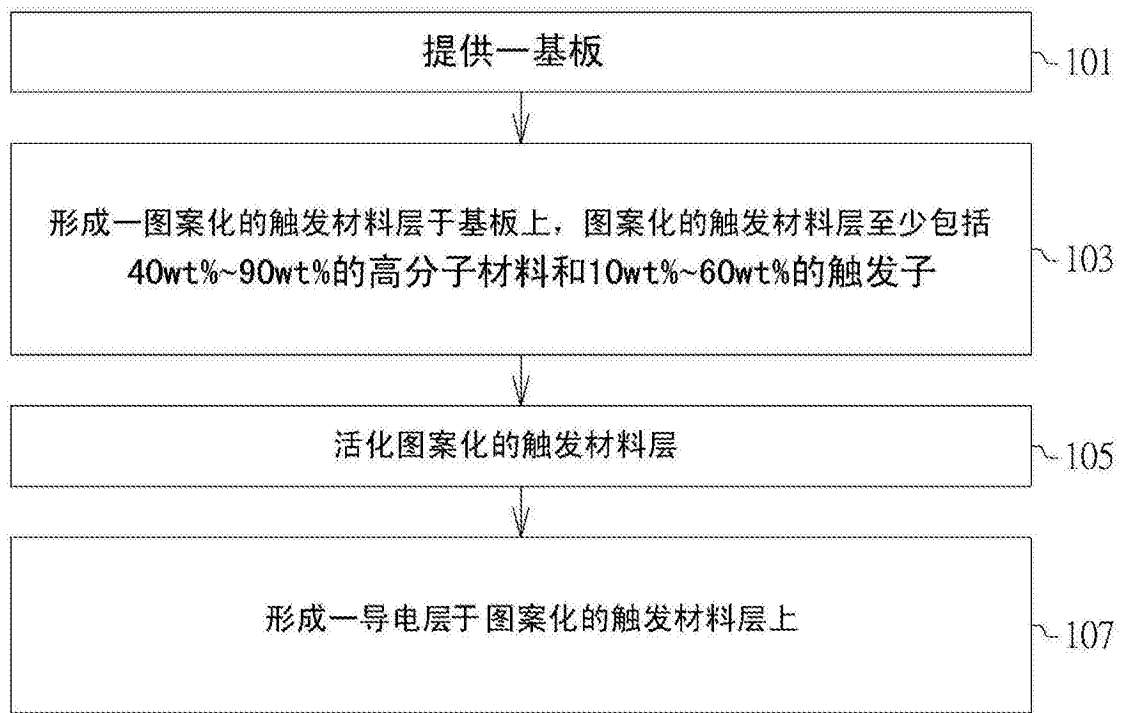 提供一基板
101
形成一图案化的触发材料层于基板上，图案化的触发材料层至少包括
40wt%~90wt%的高分子材料和10wt%~60wt%的触发子
103
活化图案化的触发材料层
105
形成一导电层于图案化的触发材料层上
107